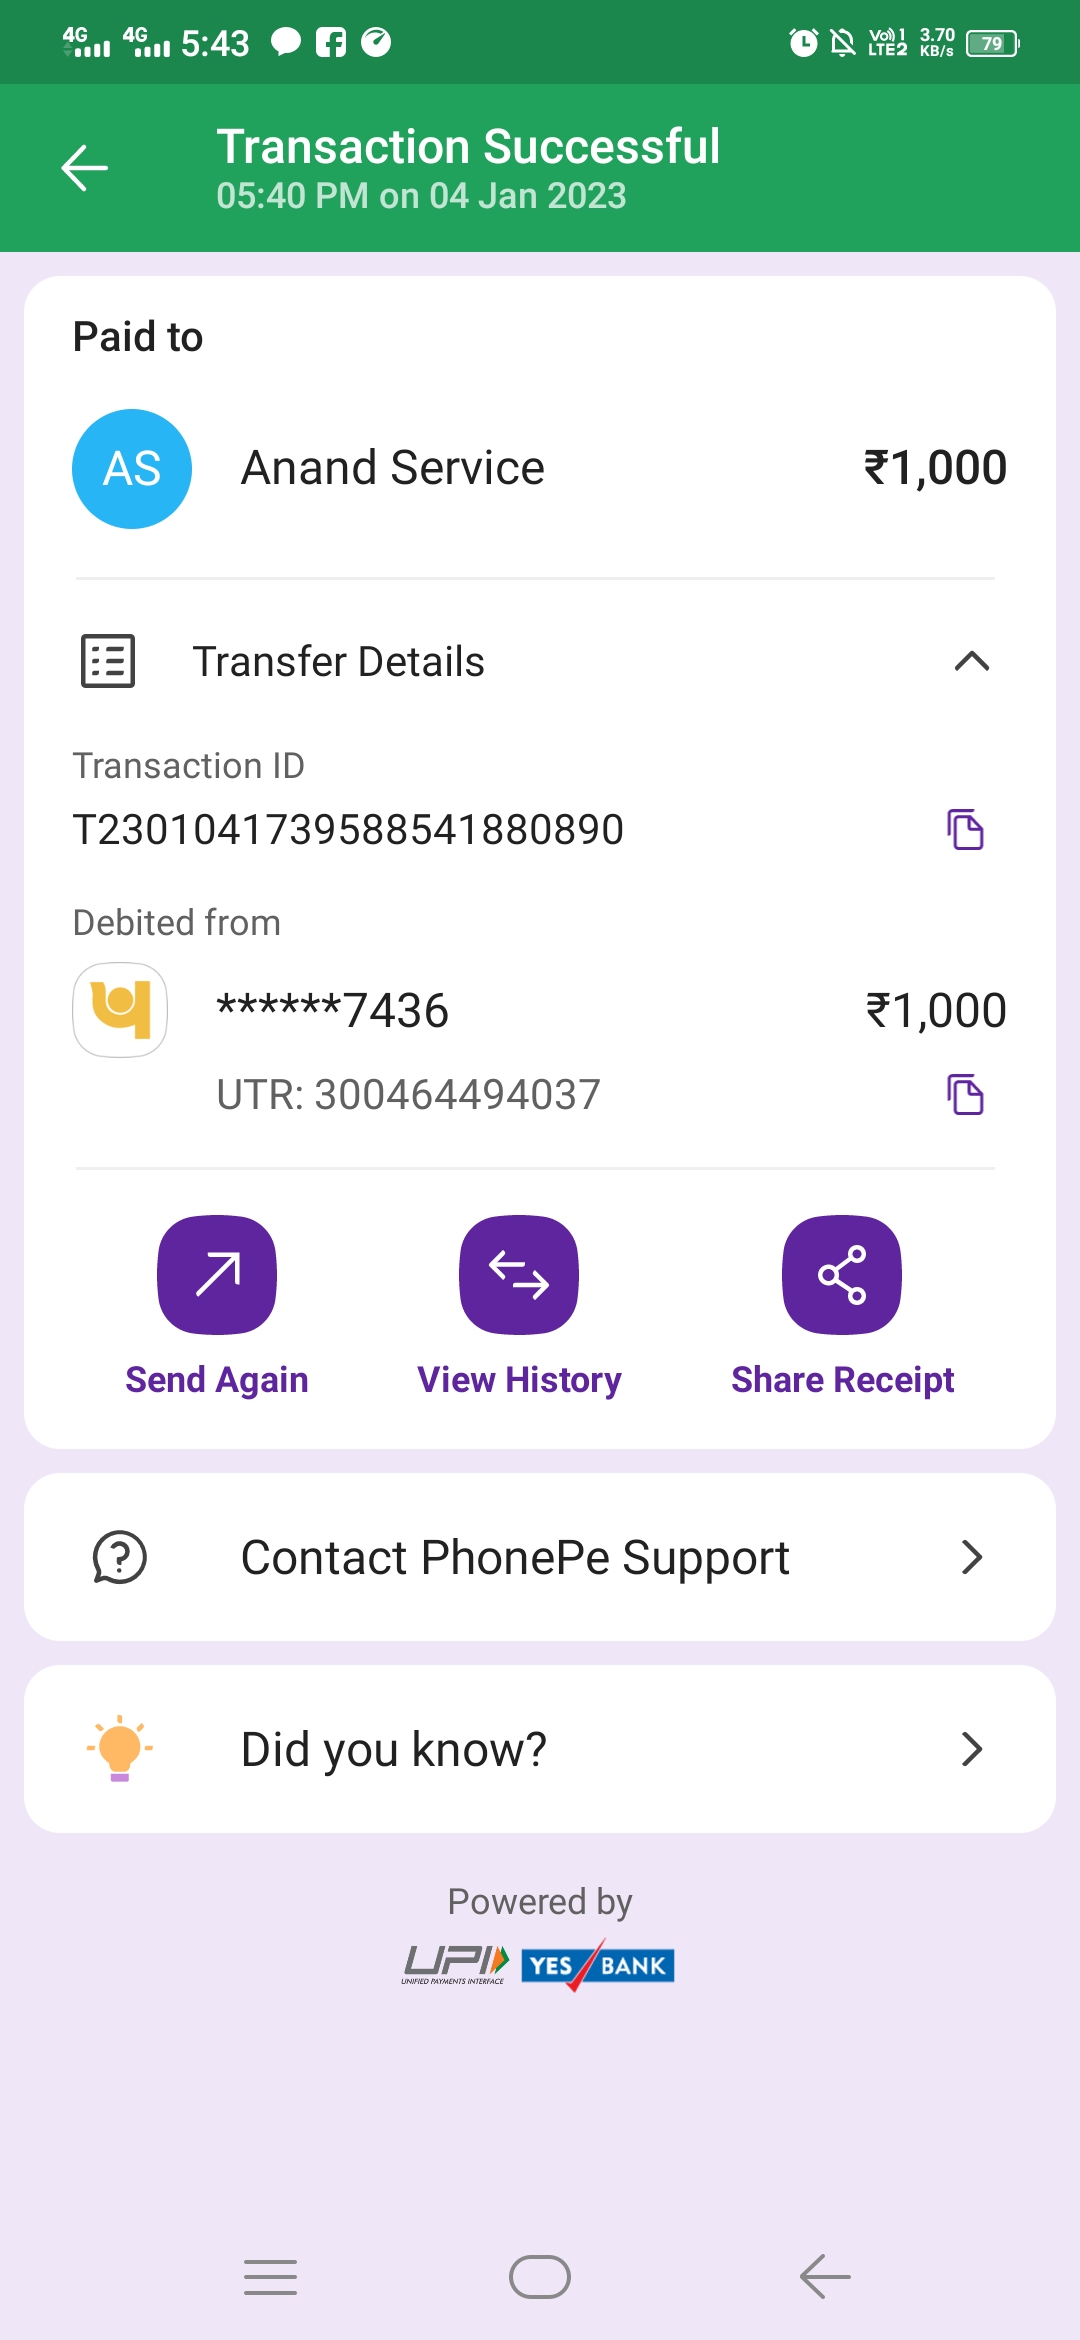 4G 4G 5:43 Vo)) 1 LTE2 3.70 KB/s 79
Transaction Successful
05:40 PM on 04 Jan 2023
Paid to
AS Anand Service ₹1,000
Transfer Details
Transaction ID
T2301041739588541880890
Debited from
******7436 ₹1,000
UTR: 300464494037
Send Again View History Share Receipt
Contact PhonePe Support
Did you know?
Powered by
UPI YES BANK
UNIFIED PAYMENTS INTERFACE